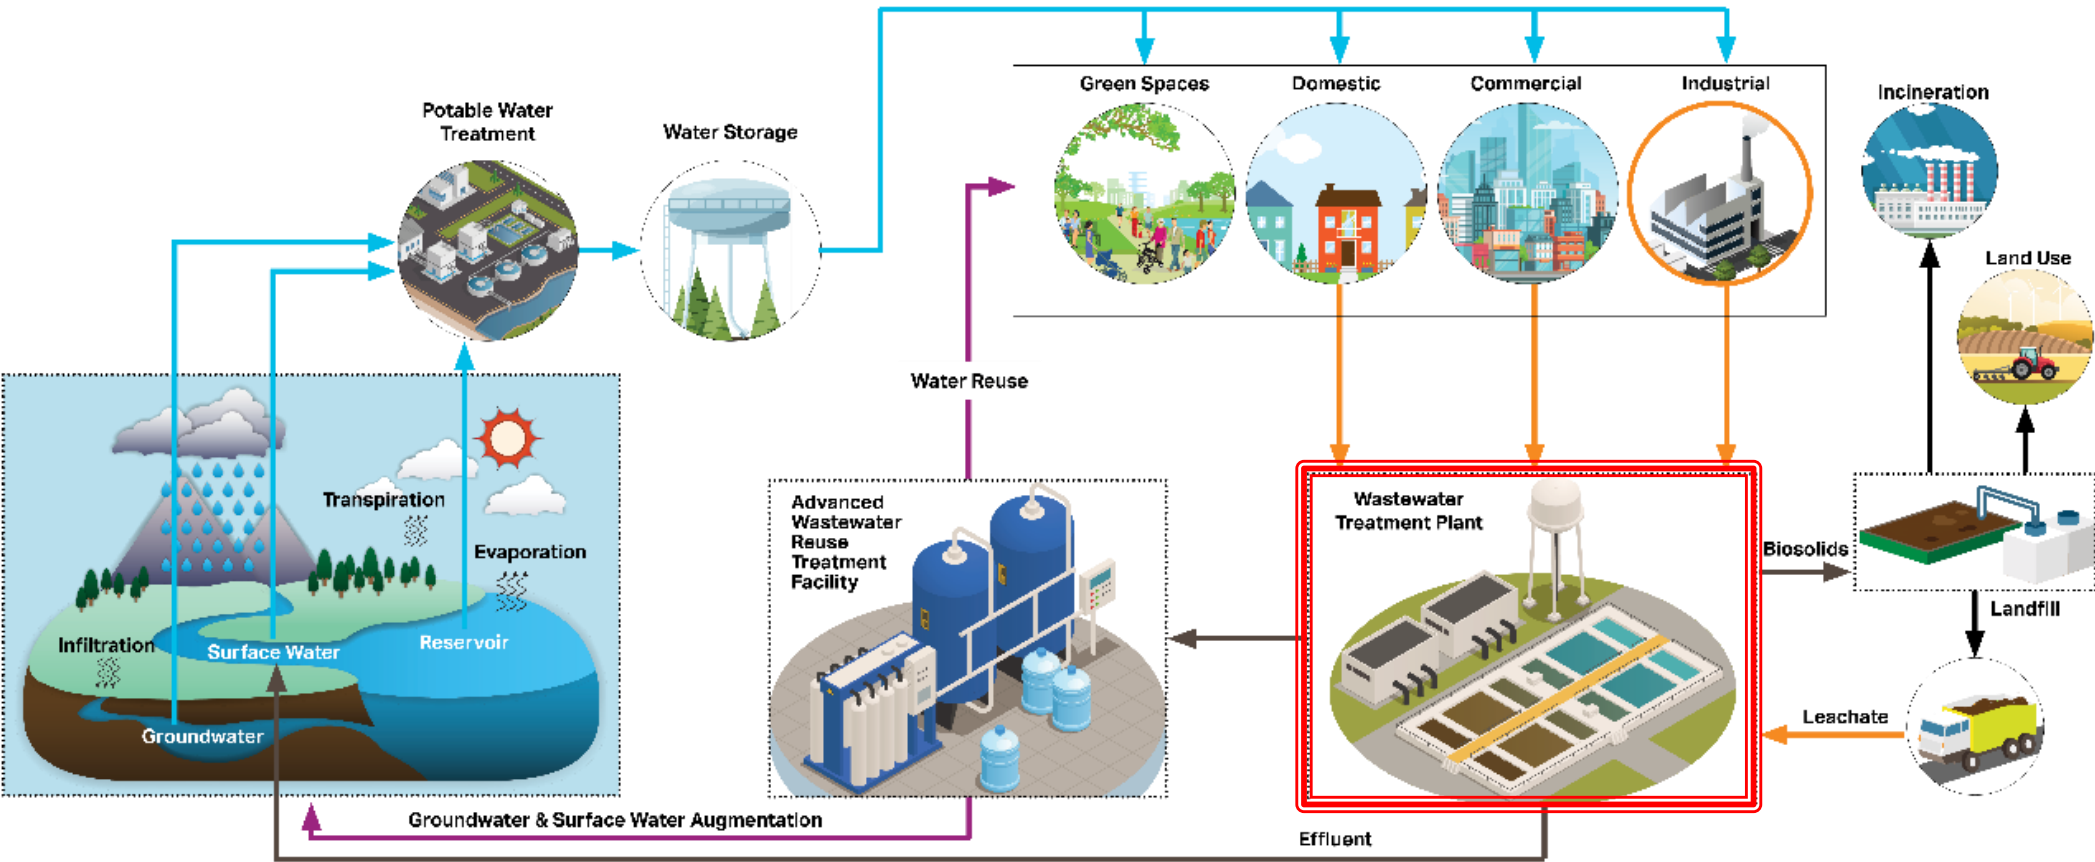 Green Spaces
Domestic
Commercial
Industrial
Incineration
Potable Water
Treatment
Water Storage
Land Use
Water Reuse
Transpiration
Evaporation
Infiltration
Surface Water
Reservoir
Groundwater
Advanced
Wastewater
Reuse
Treatment
Facility
Wastewater
Treatment Plant
Biosolids
Landfill
Leachate
Groundwater & Surface Water Augmentation
Effluent